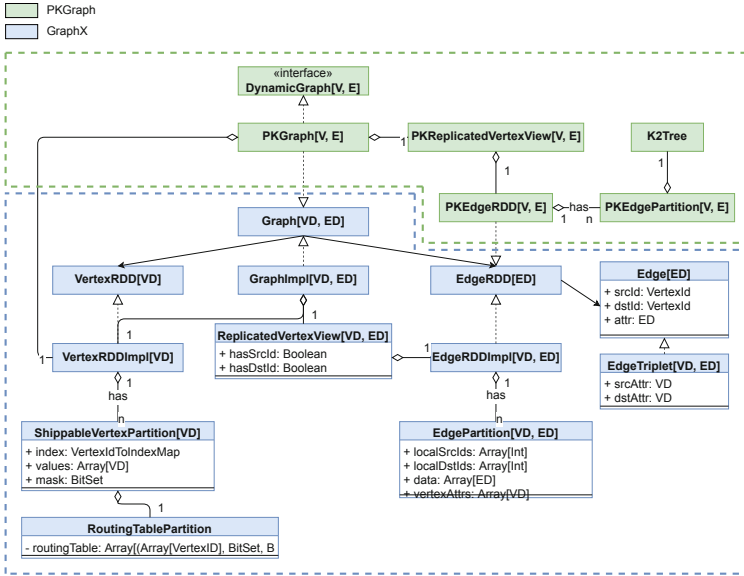 PKGraph
GraphX
«interface»
DynamicGraph[V, E]
PKGraph[V, E]
1
PKReplicatedVertexView[V, E]
K2Tree
1
1
PKEdgeRDD[V, E]
has
1
n
PKEdgePartition[V, E]
Graph[VD, ED]
VertexRDD[VD]
GraphImpl[VD, ED]
EdgeRDD[ED]
Edge[ED]
+ srcId: VertexId
+ dstId: VertexId
+ attr: ED
1
1
ReplicatedVertexView[VD, ED]
+ hasSrcId: Boolean
+ hasDstId: Boolean
1
VertexRDDImpl[VD]
1
EdgeRDDImpl[VD, ED]
EdgeTriplet[VD, ED]
+ srcAttr: VD
+ dstAttr: VD
1
has
n
1
has
n
ShippableVertexPartition[VD]
+ index: VertexIdToIndexMap
+ values: Array[VD]
+ mask: BitSet
EdgePartition[VD, ED]
+ localSrcIds: Array[Int]
+ localDstIds: Array[Int]
+ data: Array[ED]
+ vertexAttrs: Array[VD]
1
RoutingTablePartition
- routingTable: Array[(Array[VertexID], BitSet, B